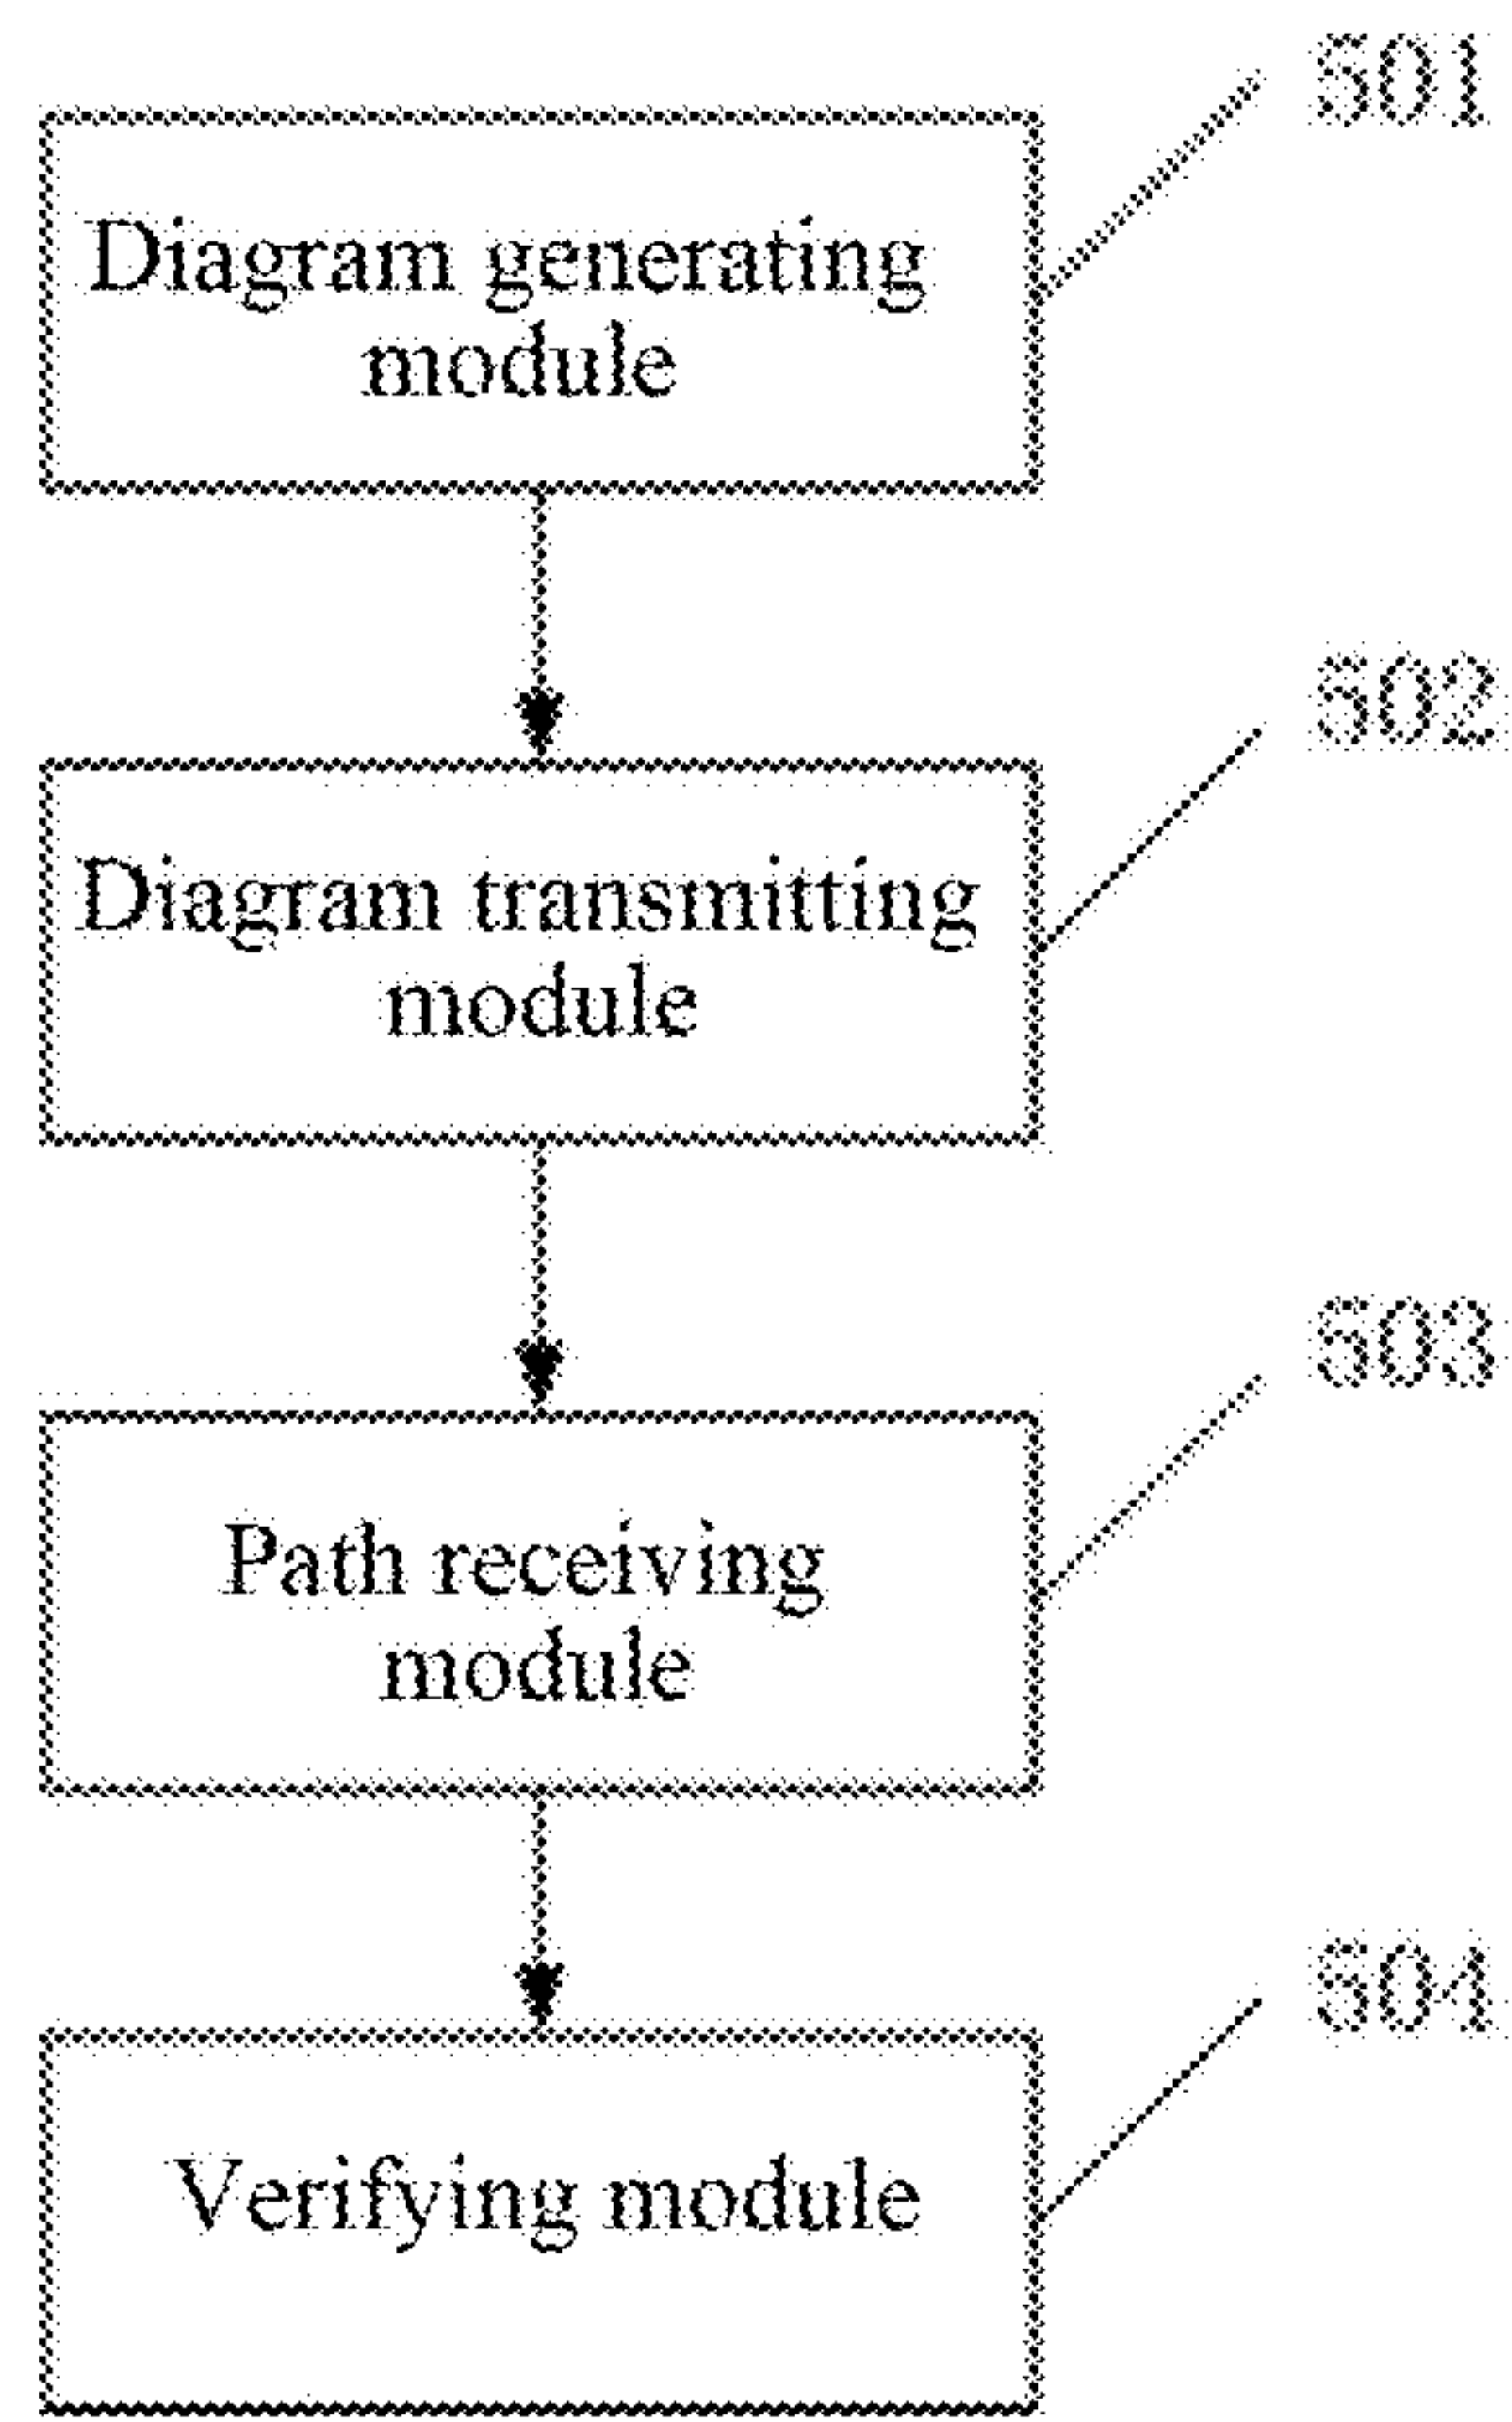 501
Diagram generating
module
502
Diagram transmitting
module
503
Path receiving
module
504
Verifying module